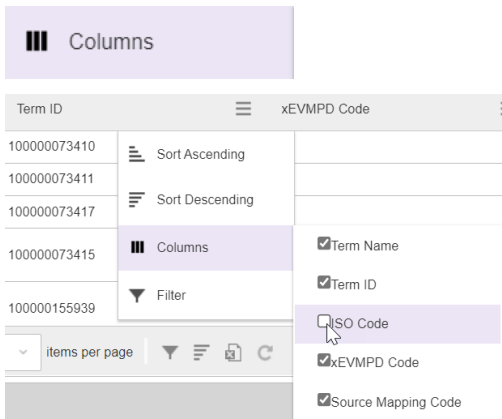 Columns
Term ID xEVMPD Code
100000073410
Sort Ascending
100000073411
Sort Descending
100000073417
Columns
Term Name
100000073415
Term ID
Filter
100000155939
ISO Code
items per page
xEVMPD Code
Source Mapping Code